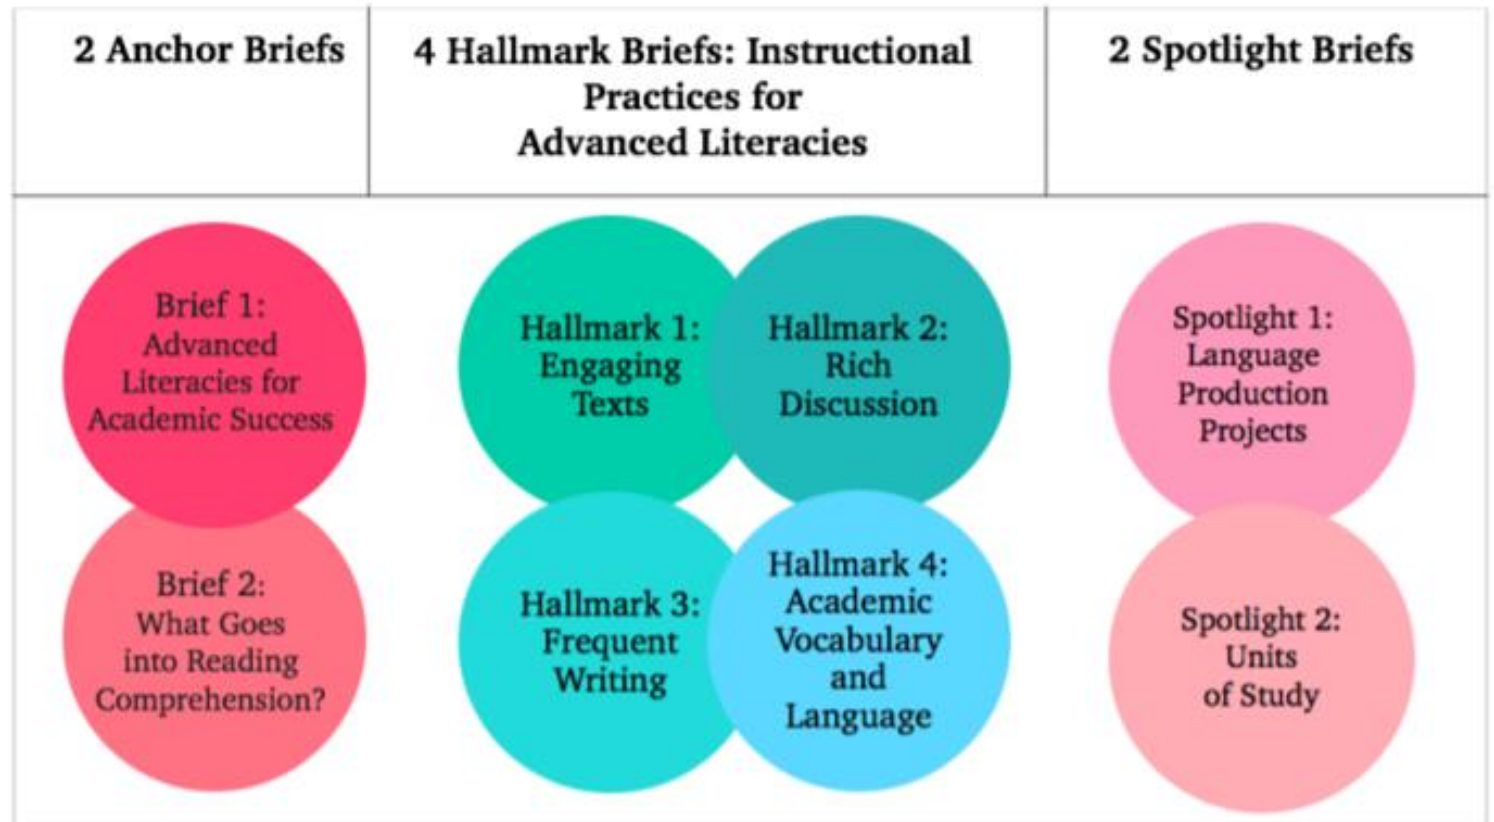 2 Anchor Briefs
4 Hallmark Briefs: Instructional
Practices for
Advanced Literacies
2 Spotlight Briefs
Brief 1:
Advanced
Literacies for
Academic Success
Brief 2:
What Goes
into Reading
Comprehension?
Hallmark 1:
Engaging
Texts
Hallmark 2:
Rich
Discussion
Hallmark 3:
Frequent
Writing
Hallmark 4:
Academic
Vocabulary
and
Language
Spotlight 1:
Language
Production
Projects
Spotlight 2:
Units
of Study